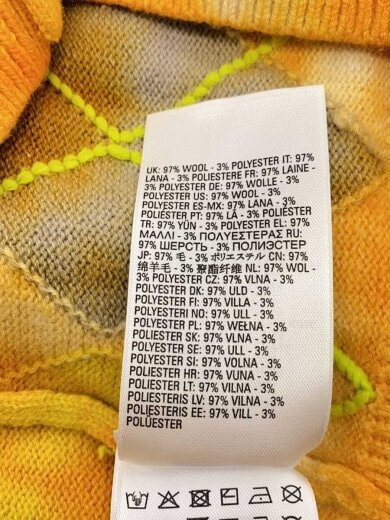 UK: 97% WOOL - 3% POLYESTER IT: 97%
LANA - 3% POLIESTERE FR: 97% LAINE -
3% POLYESTER DE: 97% WOLLE - 3%
POLYESTER US: 97% WOOL - 3%
POLYESTER ES-MX: 97% LANA - 3%
POLIÉSTER PT: 97% LÃ - 3% POLIÉSTER
TR: 97% YÜN - 3% POLYESTER EL: 97%
ΜΑΛΛΙ - 3% ΠΟΛΥΕΣΤΕΡΑΣ RU:
97% ШЕРСТЬ - 3% ПОЛИЭСТЕР
JP: 97% 毛 - 3% ポリエステル CN: 97%
绵羊毛 - 3% 聚酯纤维 NL: 97% WOL -
3% POLYESTER CZ: 97% VLNA - 3%
POLYESTER DK: 97% ULD - 3%
POLYESTER FI: 97% VILLA - 3%
POLYESTERI NO: 97% ULL - 3%
POLYESTER PL: 97% WEŁNA - 3%
POLYESTER SK: 97% VLNA - 3%
POLYESTER SE: 97% ULL - 3%
POLYESTER SI: 97% VOLNA - 3%
POLIESTER HR: 97% VUNA - 3%
POLIESTER LT: 97% VILNA - 3%
POLIESTERIS LV: 97% VILNA - 3%
POLIESTERIS EE: 97% VILL - 3%
POLÜESTER